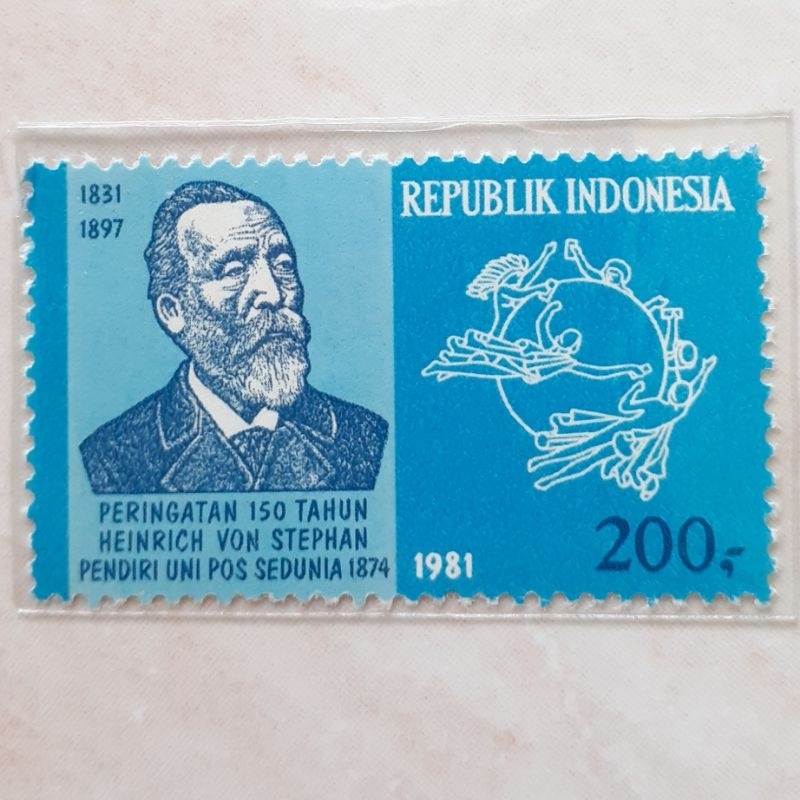 1831
1897
REPUBLIK INDONESIA
PERINGATAN 150 TAHUN
HEINRICH VON STEPHAN
PENDIRI UNI POS SEDUNIA 1874
1981
200,-